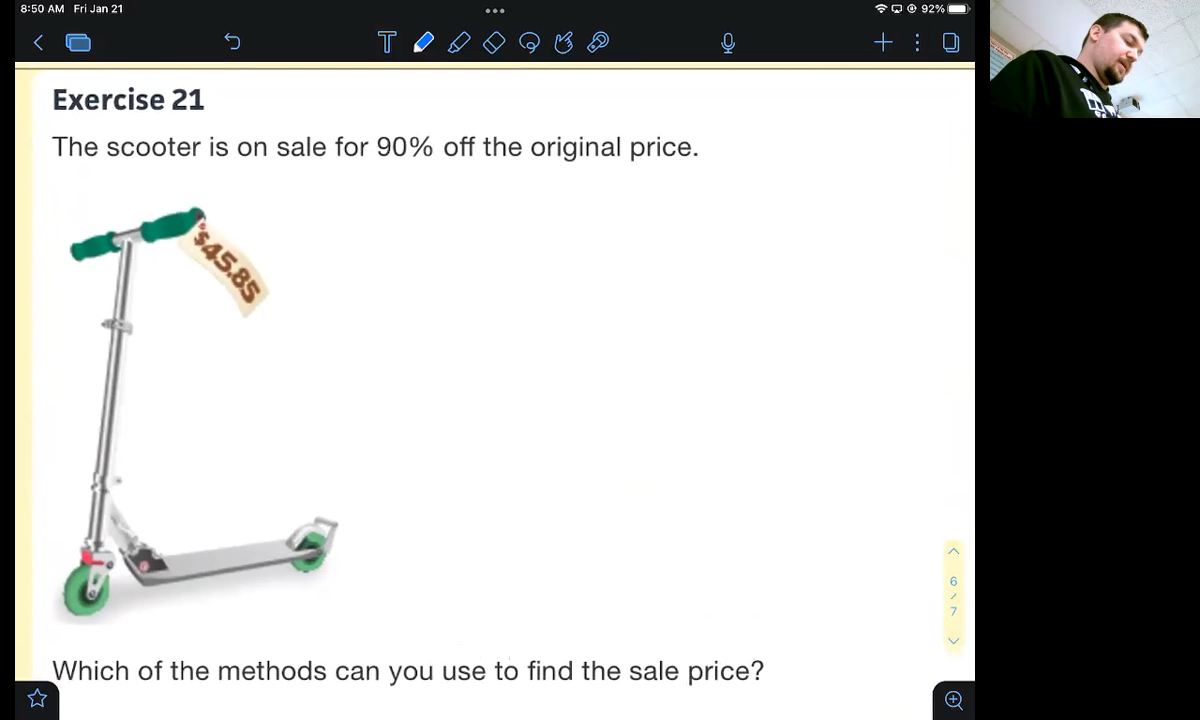 8:50 AM Fri Jan 21
92%
T
Exercise 21
The scooter is on sale for 90% off the original price.
$45.85
6
/
7
Which of the methods can you use to find the sale price?